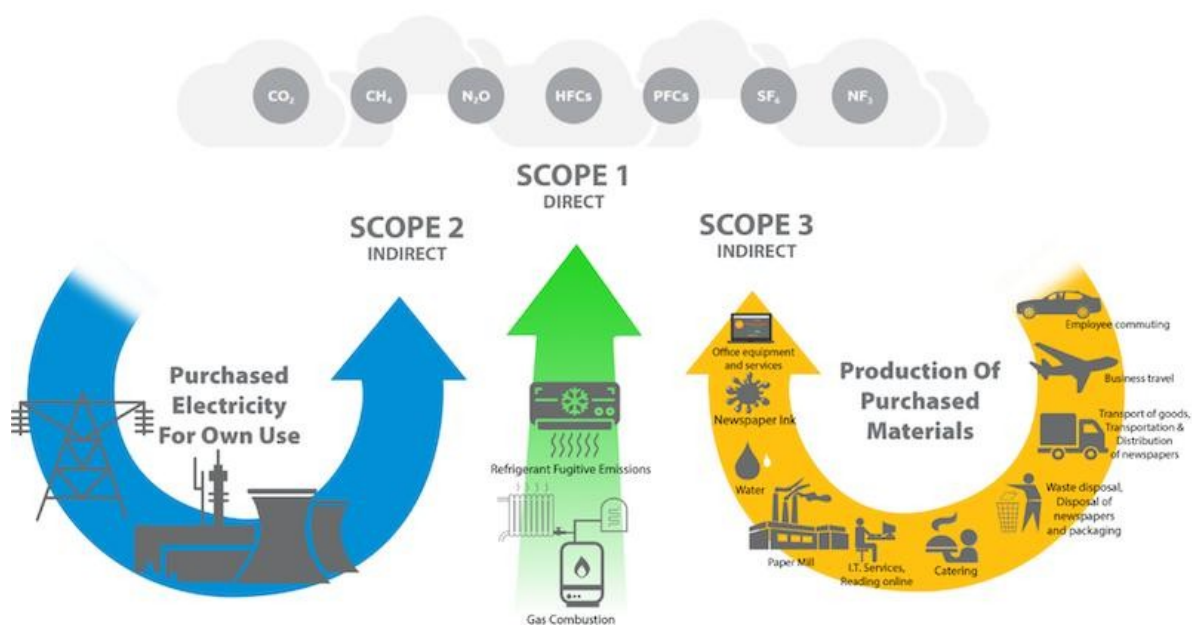 CO₂ CH₄ N₂O HFCs PFCs SF₆ NF₃
SCOPE 1
DIRECT
SCOPE 2
INDIRECT
SCOPE 3
INDIRECT
Purchased
Electricity
For Own Use
Refrigerant Fugitive Emissions
Gas Combustion
Production Of
Purchased
Materials
Office equipment
and services
Newspaper Ink
Water
Paper Mill
I.T. Services,
Reading online
Catering
Waste disposal,
Disposal of
newspapers
and packaging
Transport of goods,
Transportation &
Distribution
of newspapers
Business travel
Employee commuting